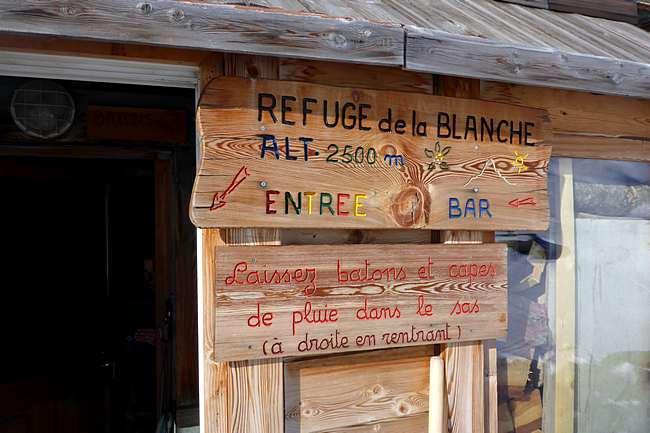 REFUGE de la BLANCHE
ALT. 2500 m
ENTREE BAR
Laissez batons et capes
de pluie dans le sas
(à droite en rentrant)